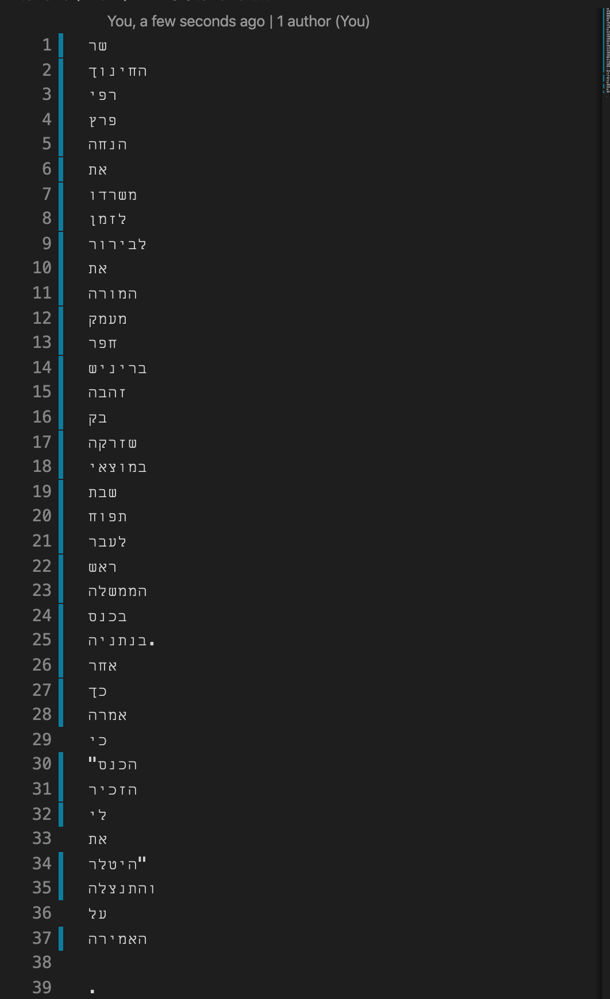 You, a few seconds ago | 1 author (You)
1 שר
2 החינוך
3 רפי
4 פרץ
5 הנחה
6 את
7 משרדו
8 לזמן
9 לבירור
10 את
11 המורה
12 מעמק
13 חפר
14 בריניש
15 זהבה
16 בק
17 שזרקה
18 במוצאי
19 שבת
20 תפוח
21 לעבר
22 ראש
23 הממשלה
24 בכנס
25 .בנתניה
26 אחר
27 כך
28 אמרה
29 כי
30 הכנס"
31 הזכיר
32 לי
33 את
34 "היטלר
35 והתנצלה
36 על
37 האמירה
38
39 .